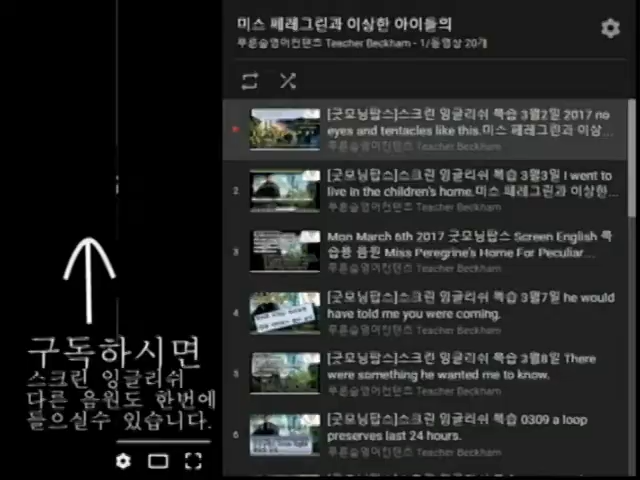 미스 페레그린과 이상한 아이들의
푸른숲영어컨텐츠 Teacher Beckham - 1/동영상 20개
[굿모닝팝스]스크린 잉글리쉬 복습 3월2일 2017 no
eyes and tentacles like this.미스 페레그린과 이상...
푸른숲영어컨텐츠 Teacher Beckham
2
[굿모닝팝스]스크린 잉글리쉬 복습 3월3일 I went to
live in the children's home.미스 페레그린과 이상한...
푸른숲영어컨텐츠 Teacher Beckham
3
Mon March 6th 2017 굿모닝팝스 Screen English 복
습용 음원 Miss Peregrine's Home For Peculiar...
푸른숲영어컨텐츠 Teacher Beckham
4
[굿모닝팝스]스크린 잉글리쉬 복습 3월7일 he would
have told me you were coming.
푸른숲영어컨텐츠 Teacher Beckham
5
[굿모닝팝스]스크린 잉글리쉬 복습 3월8일 There
were something he wanted me to know.
푸른숲영어컨텐츠 Teacher Beckham
6
[굿모닝팝스]스크린 잉글리쉬 복습 0309 a loop
preserves last 24 hours.
푸른숲영어컨텐츠 Teacher Beckham
구독하시면
스크린 잉글리쉬
다른 음원도 한번에
들으실수 있습니다.